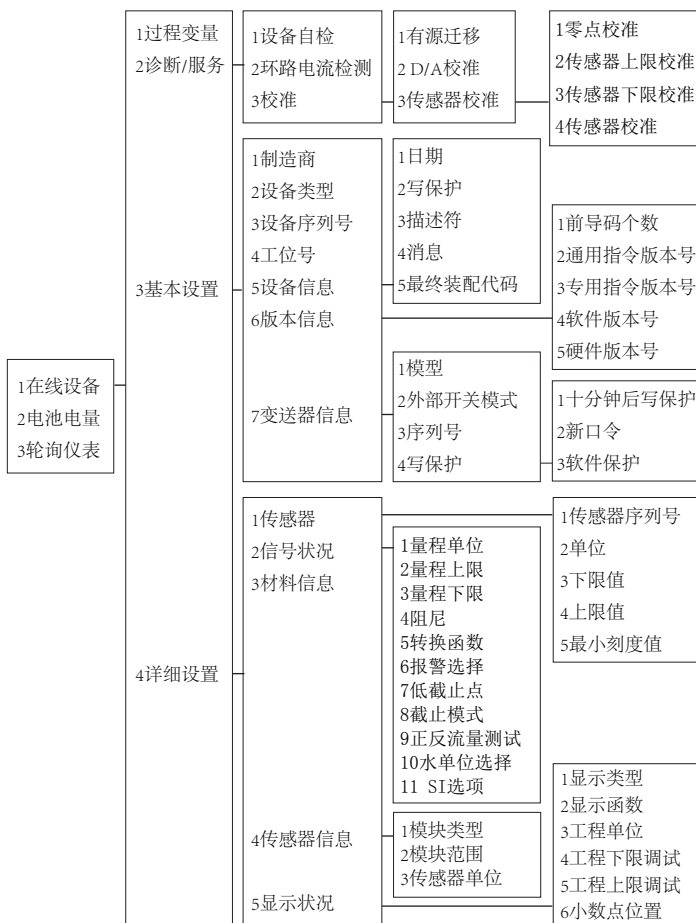 1在线设备
2电池电量
3轮询仪表
1过程变量
2诊断/服务
3基本设置
4详细设置
1设备自检
2环路电流检测
3校准
1有源迁移
2 D/A校准
3传感器校准
1零点校准
2传感器上限校准
3传感器下限校准
4传感器校准
1制造商
2设备类型
3设备序列号
4工位号
5设备信息
6版本信息
7变送器信息
1日期
2写保护
3描述符
4消息
5最终装配代码
1前导码个数
2通用指令版本号
3专用指令版本号
4软件版本号
5硬件版本号
1模型
2外部开关模式
3序列号
4写保护
1十分钟后写保护
2新口令
3软件保护
1传感器
2信号状况
3材料信息
4传感器信息
5显示状况
1传感器序列号
2单位
3下限值
4上限值
5最小刻度值
1量程单位
2量程上限
3量程下限
4阻尼
5转换函数
6报警选择
7低截止点
8截止模式
9正反流量测试
10水单位选择
11 SI选项
1模块类型
2模块范围
3传感器单位
1显示类型
2显示函数
3工程单位
4工程下限调试
5工程上限调试
6小数点位置